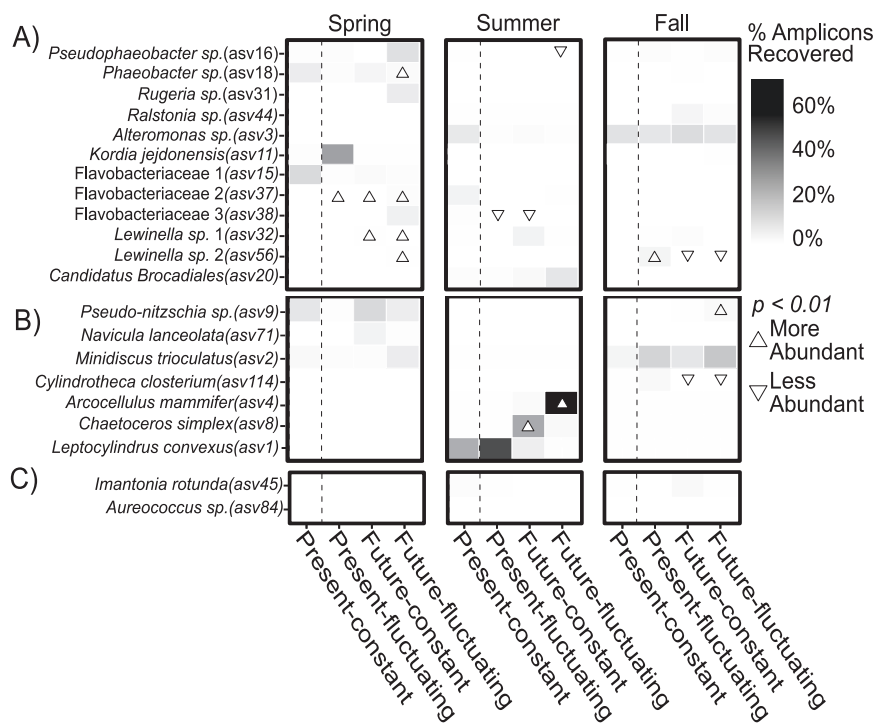 Spring
Summer
Fall
A)
Pseudophaeobacter sp.(asv16)
Phaeobacter sp.(asv18)
Rugeria sp.(asv31)
Ralstonia sp.(asv44)
Alteromonas sp.(asv3)
Kordia jejdonensis(asv11)
Flavobacteriaceae 1(asv15)
Flavobacteriaceae 2(asv37)
Flavobacteriaceae 3(asv38)
Lewinella sp. 1(asv32)
Lewinella sp. 2(asv56)
Candidatus Brocadiales(asv20)
B)
Pseudo-nitzschia sp.(asv9)
Navicula lanceolata(asv71)
Minidiscus trioculatus(asv2)
Cylindrotheca closterium(asv114)
Arcocellulus mammifer(asv4)
Chaetoceros simplex(asv8)
Leptocylindrus convexus(asv1)
C)
Imantonia rotunda(asv45)
Aureococcus sp.(asv84)
Present-constant
Present-fluctuating
Future-constant
Future-fluctuating
Present-constant
Present-fluctuating
Future-constant
Future-fluctuating
Present-constant
Present-fluctuating
Future-constant
Future-fluctuating
% Amplicons
Recovered
60%
40%
20%
0%
p < 0.01
More
Abundant
Less
Abundant